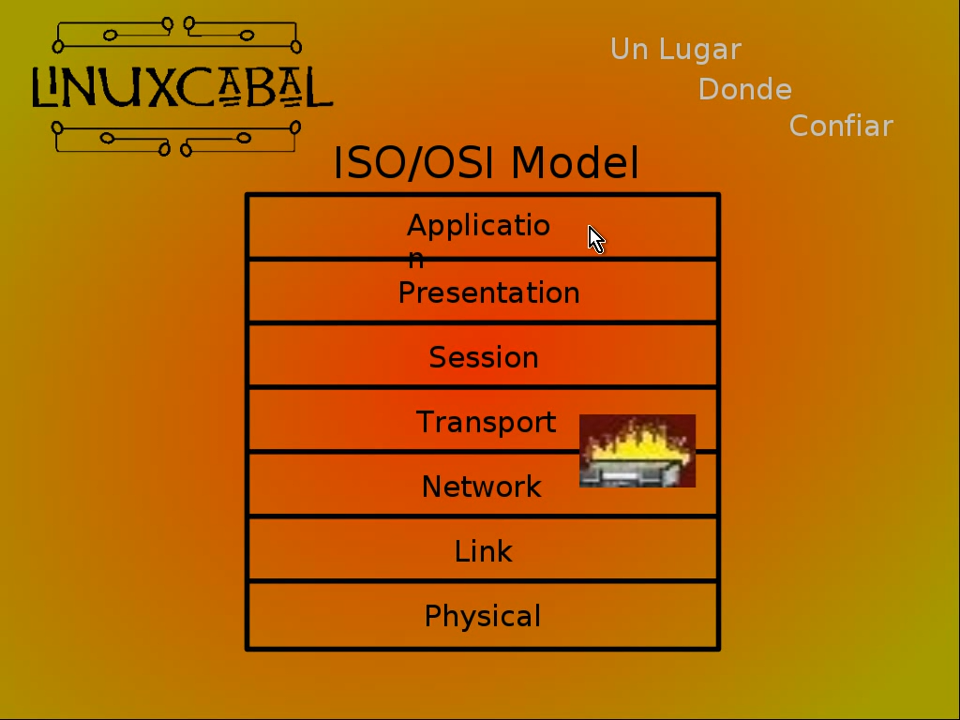 LINUXCABAL
Un Lugar
Donde
Confiar
ISO/OSI Model
Applicatio
n
Presentation
Session
Transport
Network
Link
Physical